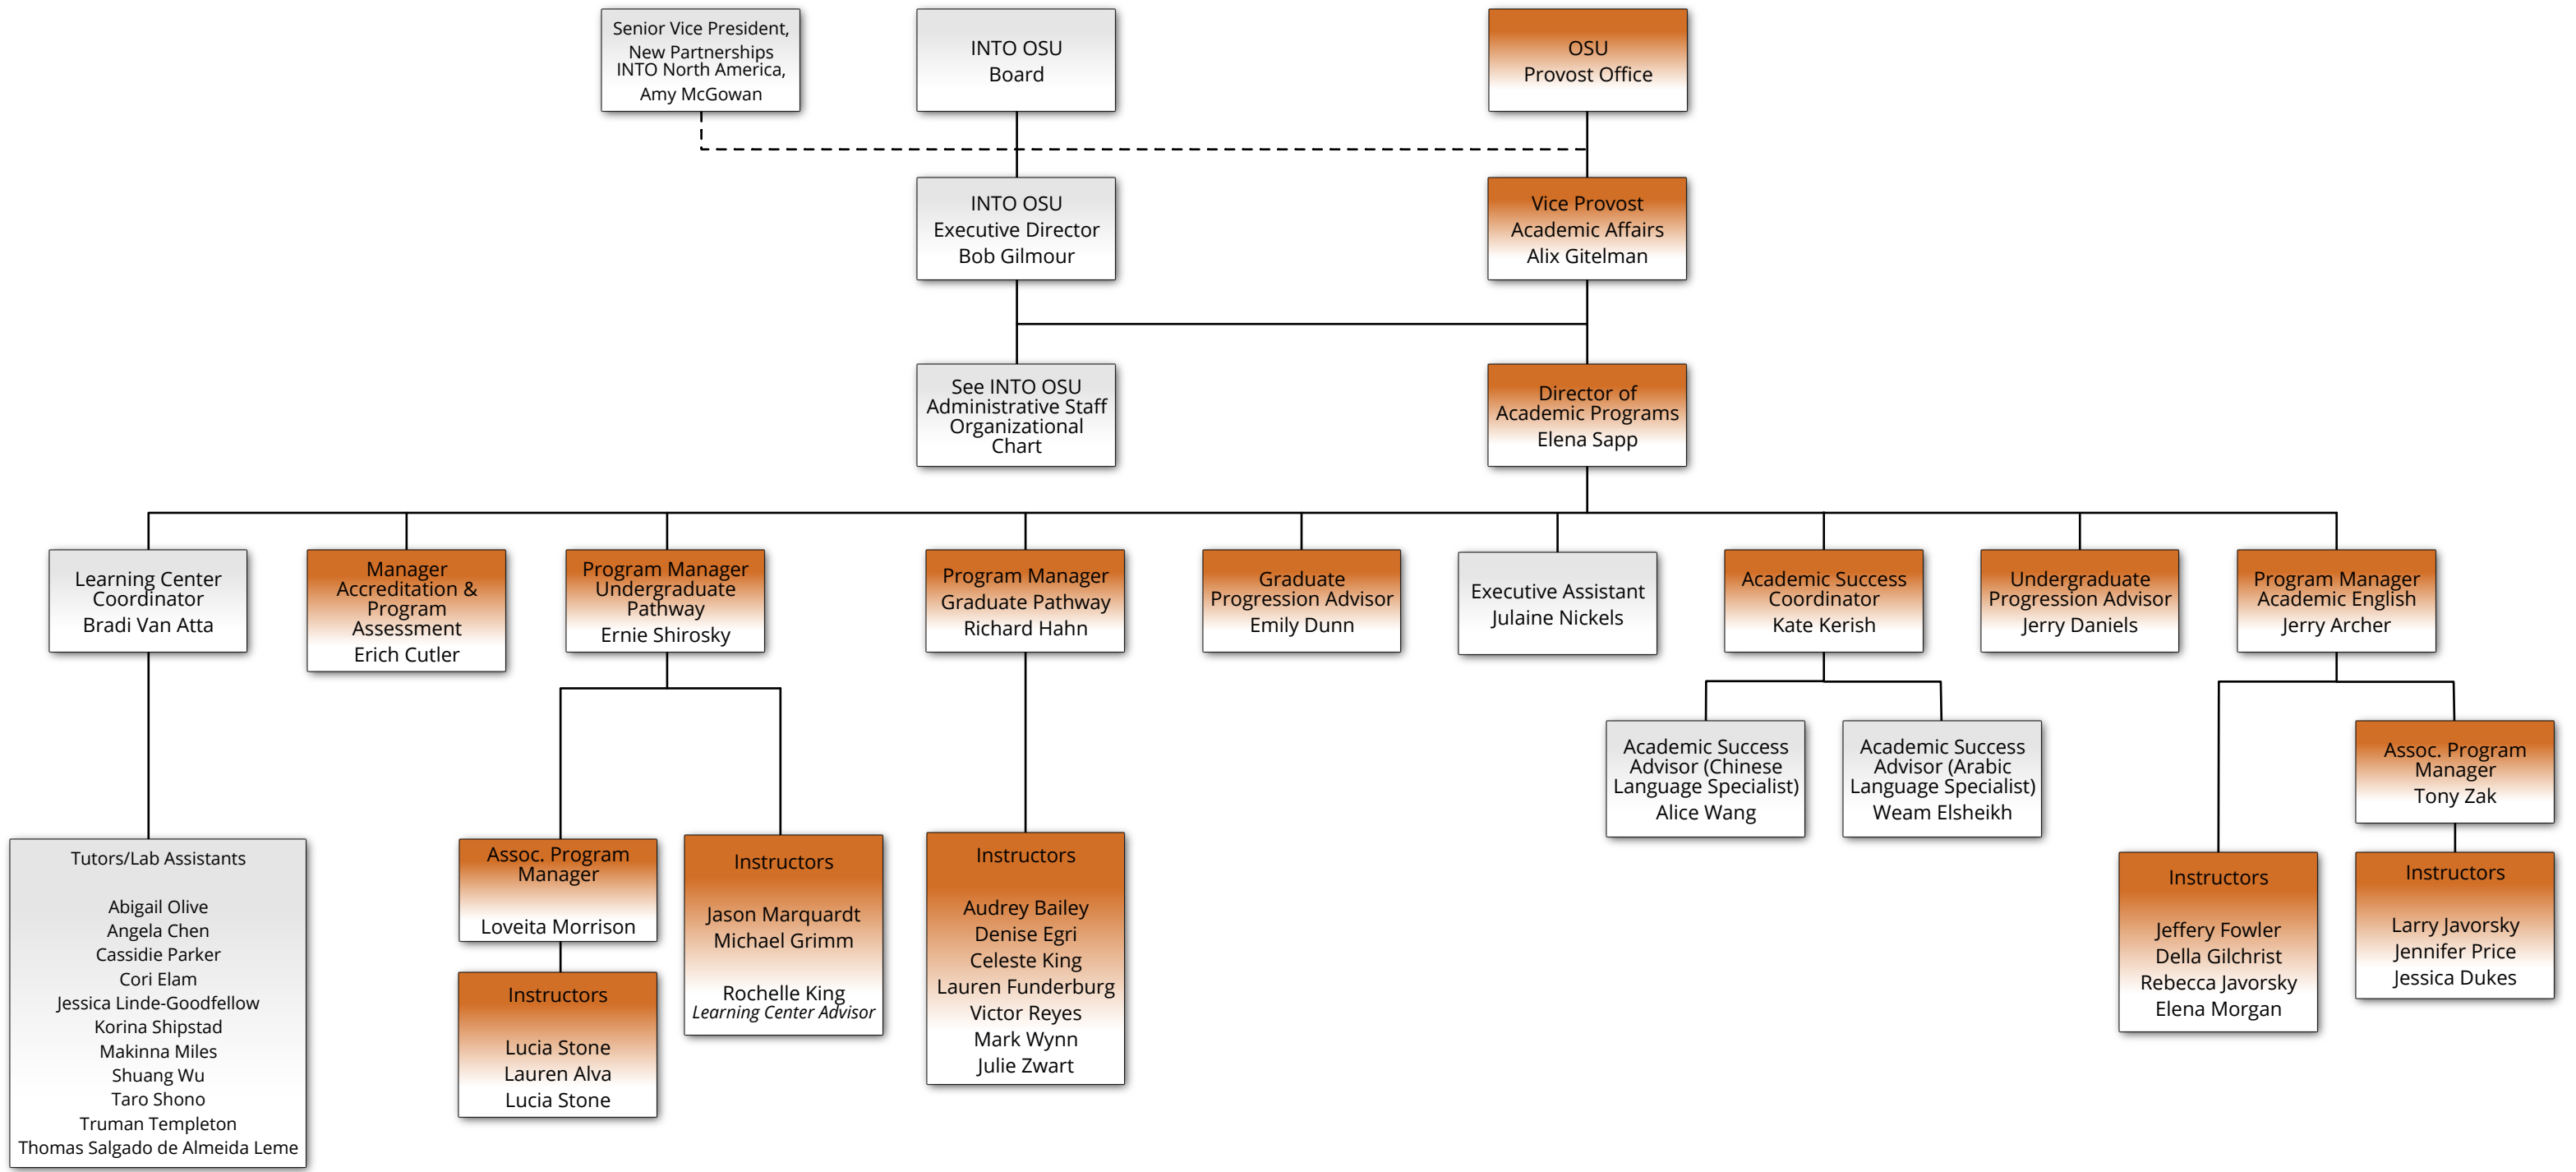 Senior Vice President,
New Partnerships
INTO North America,
Amy McGowan
INTO OSU
Board
OSU
Provost Office
INTO OSU
Executive Director
Bob Gilmour
Vice Provost
Academic Affairs
Alix Gitelman
See INTO OSU
Administrative Staff
Organizational
Chart
Director of
Academic Programs
Elena Sapp
Learning Center
Coordinator
Bradi Van Atta
Manager
Accreditation &
Program
Assessment
Erich Cutler
Program Manager
Undergraduate
Pathway
Ernie Shirosky
Program Manager
Graduate Pathway
Richard Hahn
Graduate
Progression Advisor
Emily Dunn
Executive Assistant
Julaine Nickels
Academic Success
Coordinator
Kate Kerish
Undergraduate
Progression Advisor
Jerry Daniels
Program Manager
Academic English
Jerry Archer
Academic Success
Advisor (Chinese
Language Specialist)
Alice Wang
Academic Success
Advisor (Arabic
Language Specialist)
Weam Elsheikh
Assoc. Program
Manager
Tony Zak
Tutors/Lab Assistants
Abigail Olive
Angela Chen
Cassidie Parker
Cori Elam
Jessica Linde-Goodfellow
Korina Shipstad
Makinna Miles
Shuang Wu
Taro Shono
Truman Templeton
Thomas Salgado de Almeida Leme
Assoc. Program
Manager
Loveita Morrison
Instructors
Lucia Stone
Lauren Alva
Lucia Stone
Instructors
Jason Marquardt
Michael Grimm
Rochelle King
Learning Center Advisor
Instructors
Audrey Bailey
Denise Egri
Celeste King
Lauren Funderburg
Victor Reyes
Mark Wynn
Julie Zwart
Instructors
Jeffery Fowler
Della Gilchrist
Rebecca Javorsky
Elena Morgan
Instructors
Larry Javorsky
Jennifer Price
Jessica Dukes